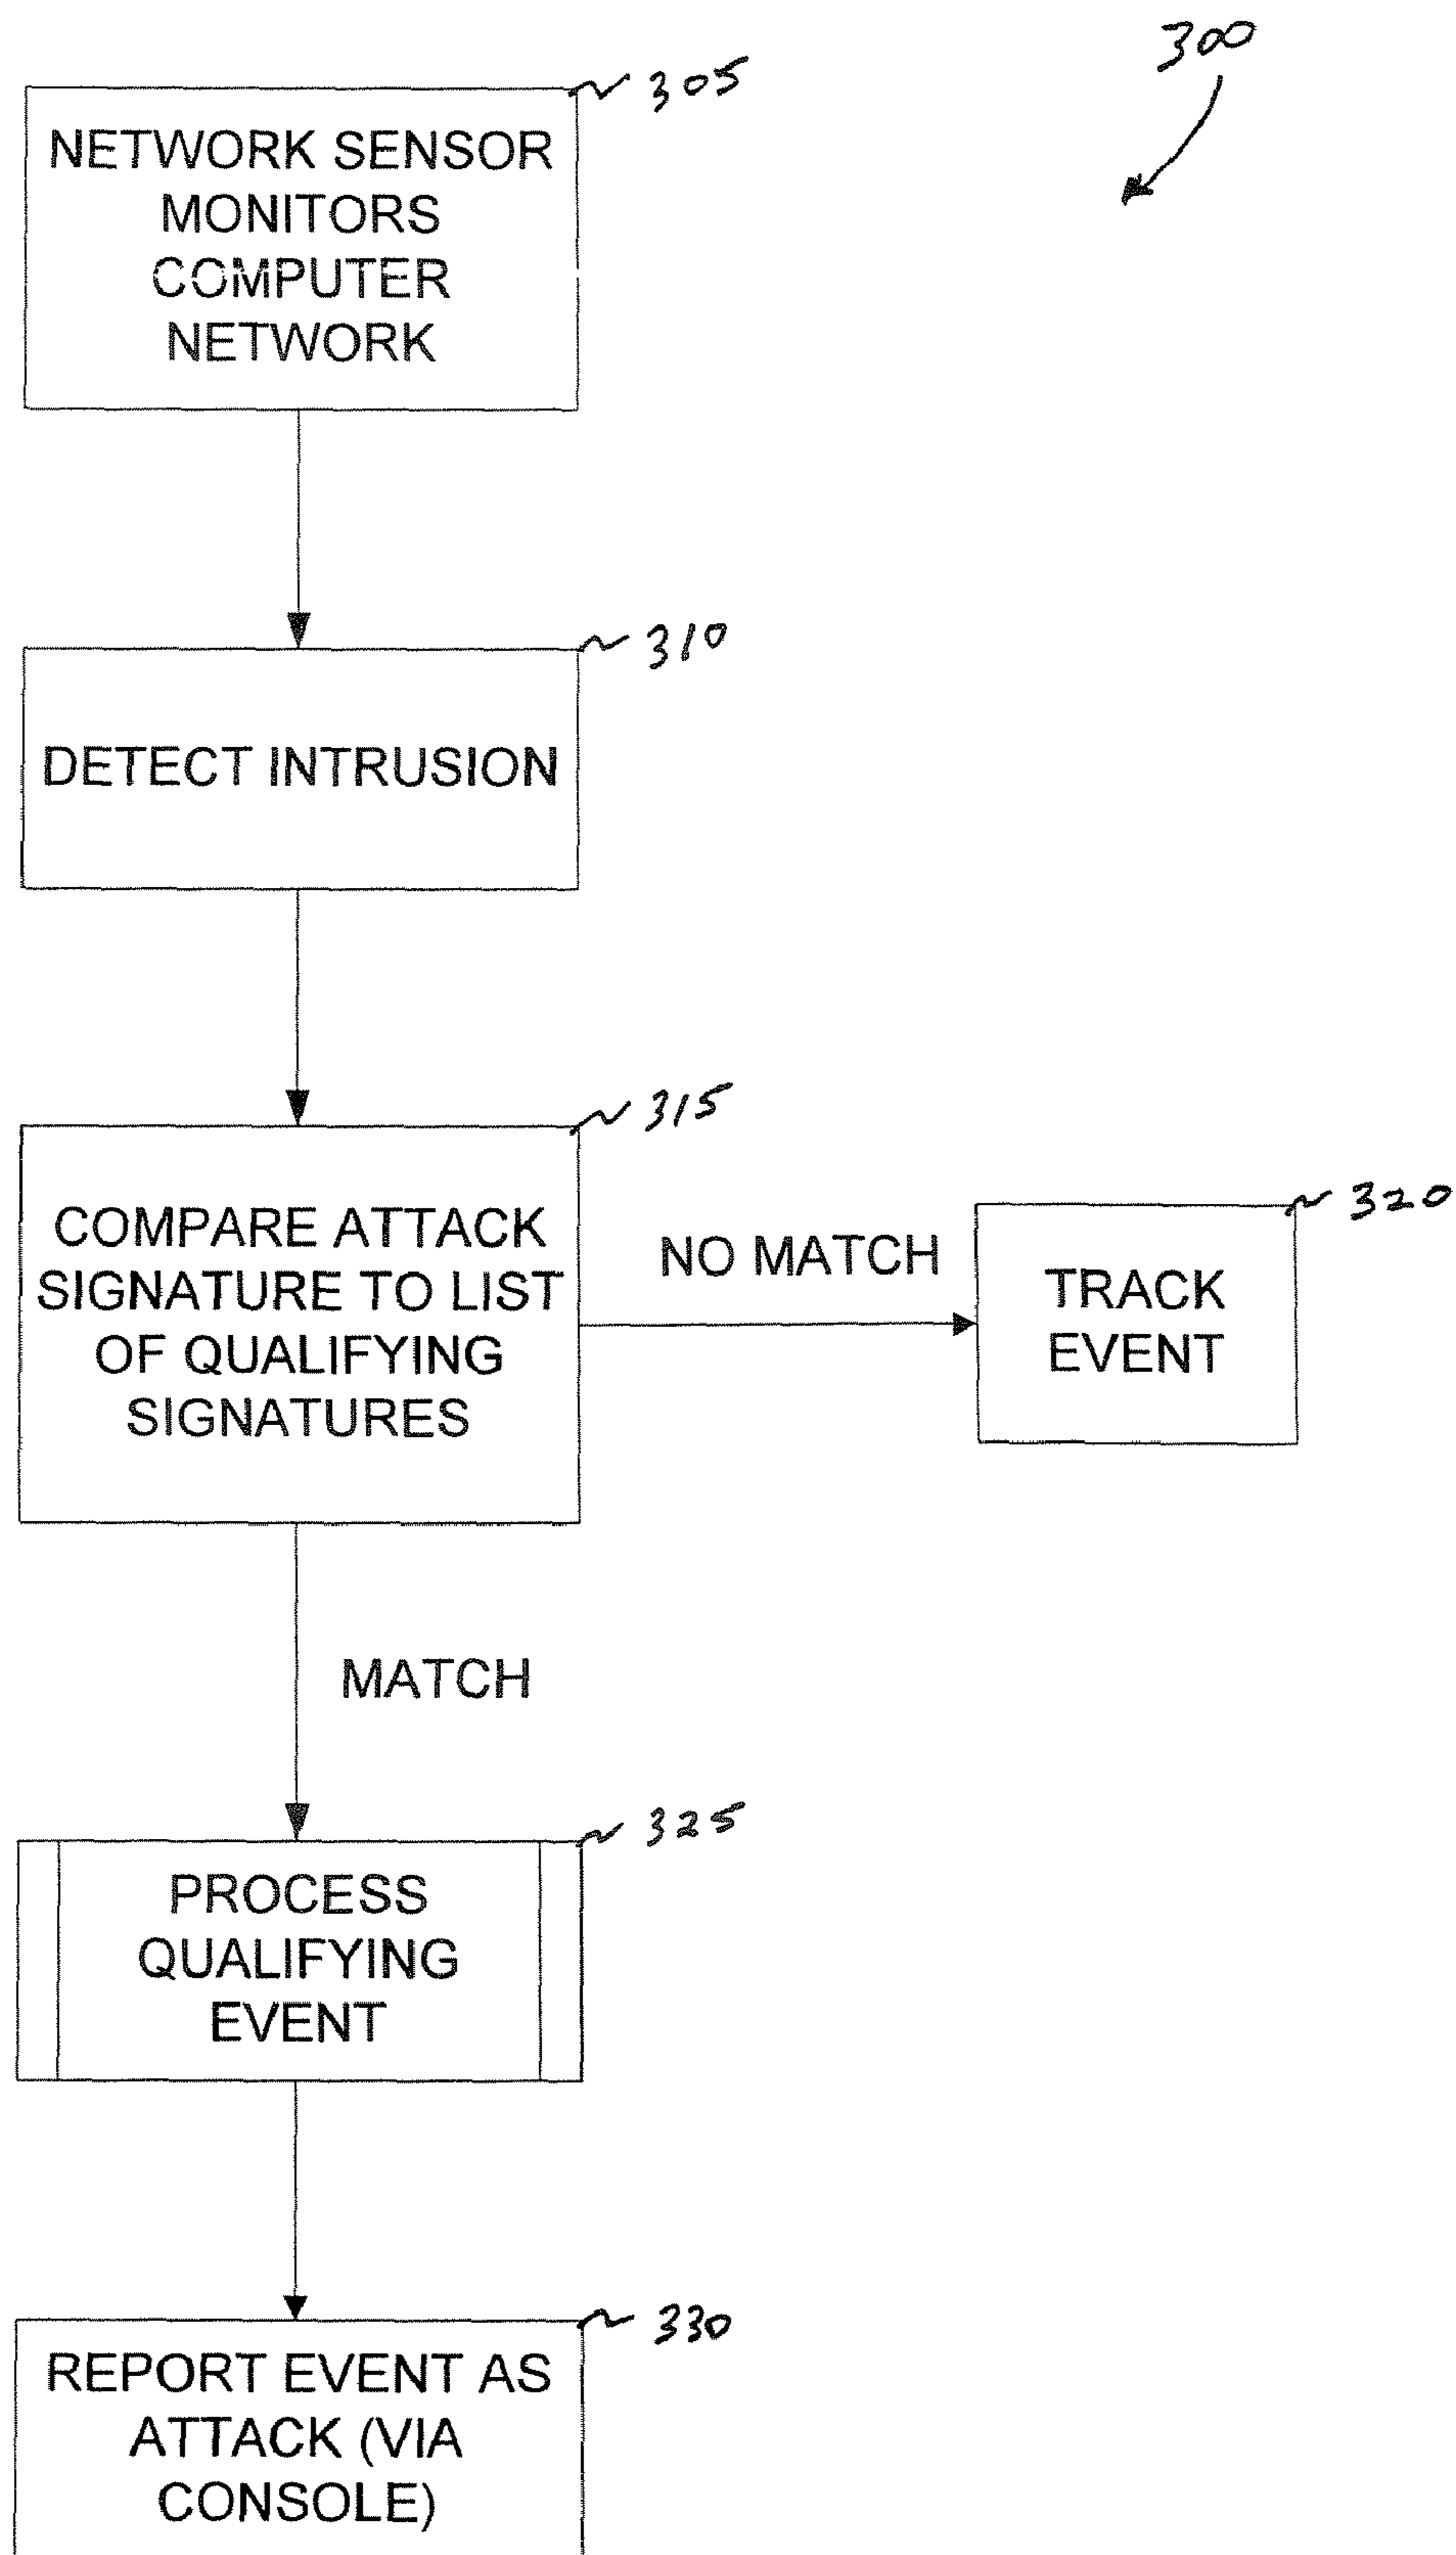 300
305
NETWORK SENSOR
MONITORS
COMPUTER
NETWORK
310
DETECT INTRUSION
315
COMPARE ATTACK
SIGNATURE TO LIST
OF QUALIFYING
SIGNATURES
NO MATCH
320
TRACK
EVENT
MATCH
325
PROCESS
QUALIFYING
EVENT
330
REPORT EVENT AS
ATTACK (VIA
CONSOLE)